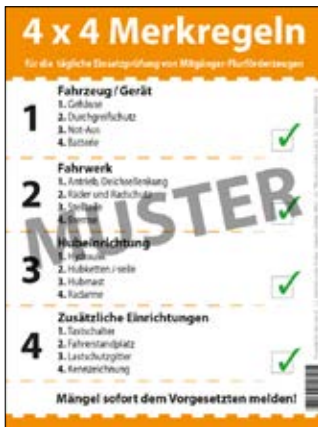 4 x 4 Merkregeln
für die tägliche Einsatzprüfung von Mitgänger-Flurförderzeugen
1
Fahrzeug / Gerät
1. Gehäuse
2. Durchgreifschutz
3. Not-Aus
4. Batterie
2
Fahrwerk
1. Antrieb, Deichsellenkung
2. Räder und Radschutz
3. Stellteile
4. Bremse
MUSTER
3
Hubeinrichtung
1. Hydraulik
2. Hubketten / -seile
3. Hubmast
4.
4
Zusätzliche Einrichtungen
1. Tastschalter
2. Fahrerstandplatz
3. Lastschutzgitter
4. Kennzeichnung
Mängel sofort dem Vorgesetzten melden!